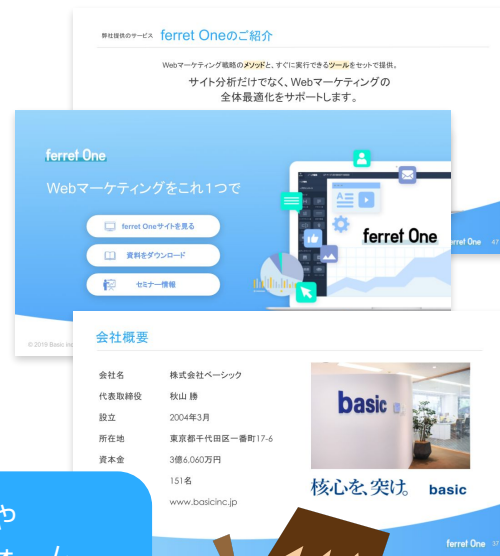 弊社提供のサービス ferret Oneのご紹介
Webマーケティング戦略のメソッドと、すぐに実行できるツールをセットで提供。
サイト分析だけでなく、Webマーケティングの
全体最適化をサポートします。
ferret One
Webマーケティングをこれ1つで
ferret Oneサイトを見る
資料をダウンロード
セミナー情報
ferret One
ferret One 47
© 2019 Basic inc
会社概要
会社名 株式会社ベーシック
代表取締役 秋山 勝
設立 2004年3月
所在地 東京都千代田区一番町17-6
資本金 3億6,060万円
151名
www.basicinc.jp
basic
核心を、突け。 basic
ferret One 37
や